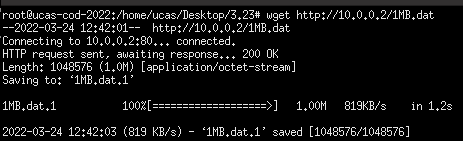 root@ucas-cod-2022:/home/ucas/Desktop/3.23# wget http://10.0.0.2/1MB.dat
--2022-03-24 12:42:01--  http://10.0.0.2/1MB.dat
Connecting to 10.0.0.2:80... connected.
HTTP request sent, awaiting response... 200 OK
Length: 1048576 (1.0M) [application/octet-stream]
Saving to: ‘1MB.dat.1’
1MB.dat.1           100%[===================>]   1.00M   819KB/s    in 1.2s
2022-03-24 12:42:03 (819 KB/s) - ‘1MB.dat.1’ saved [1048576/1048576]